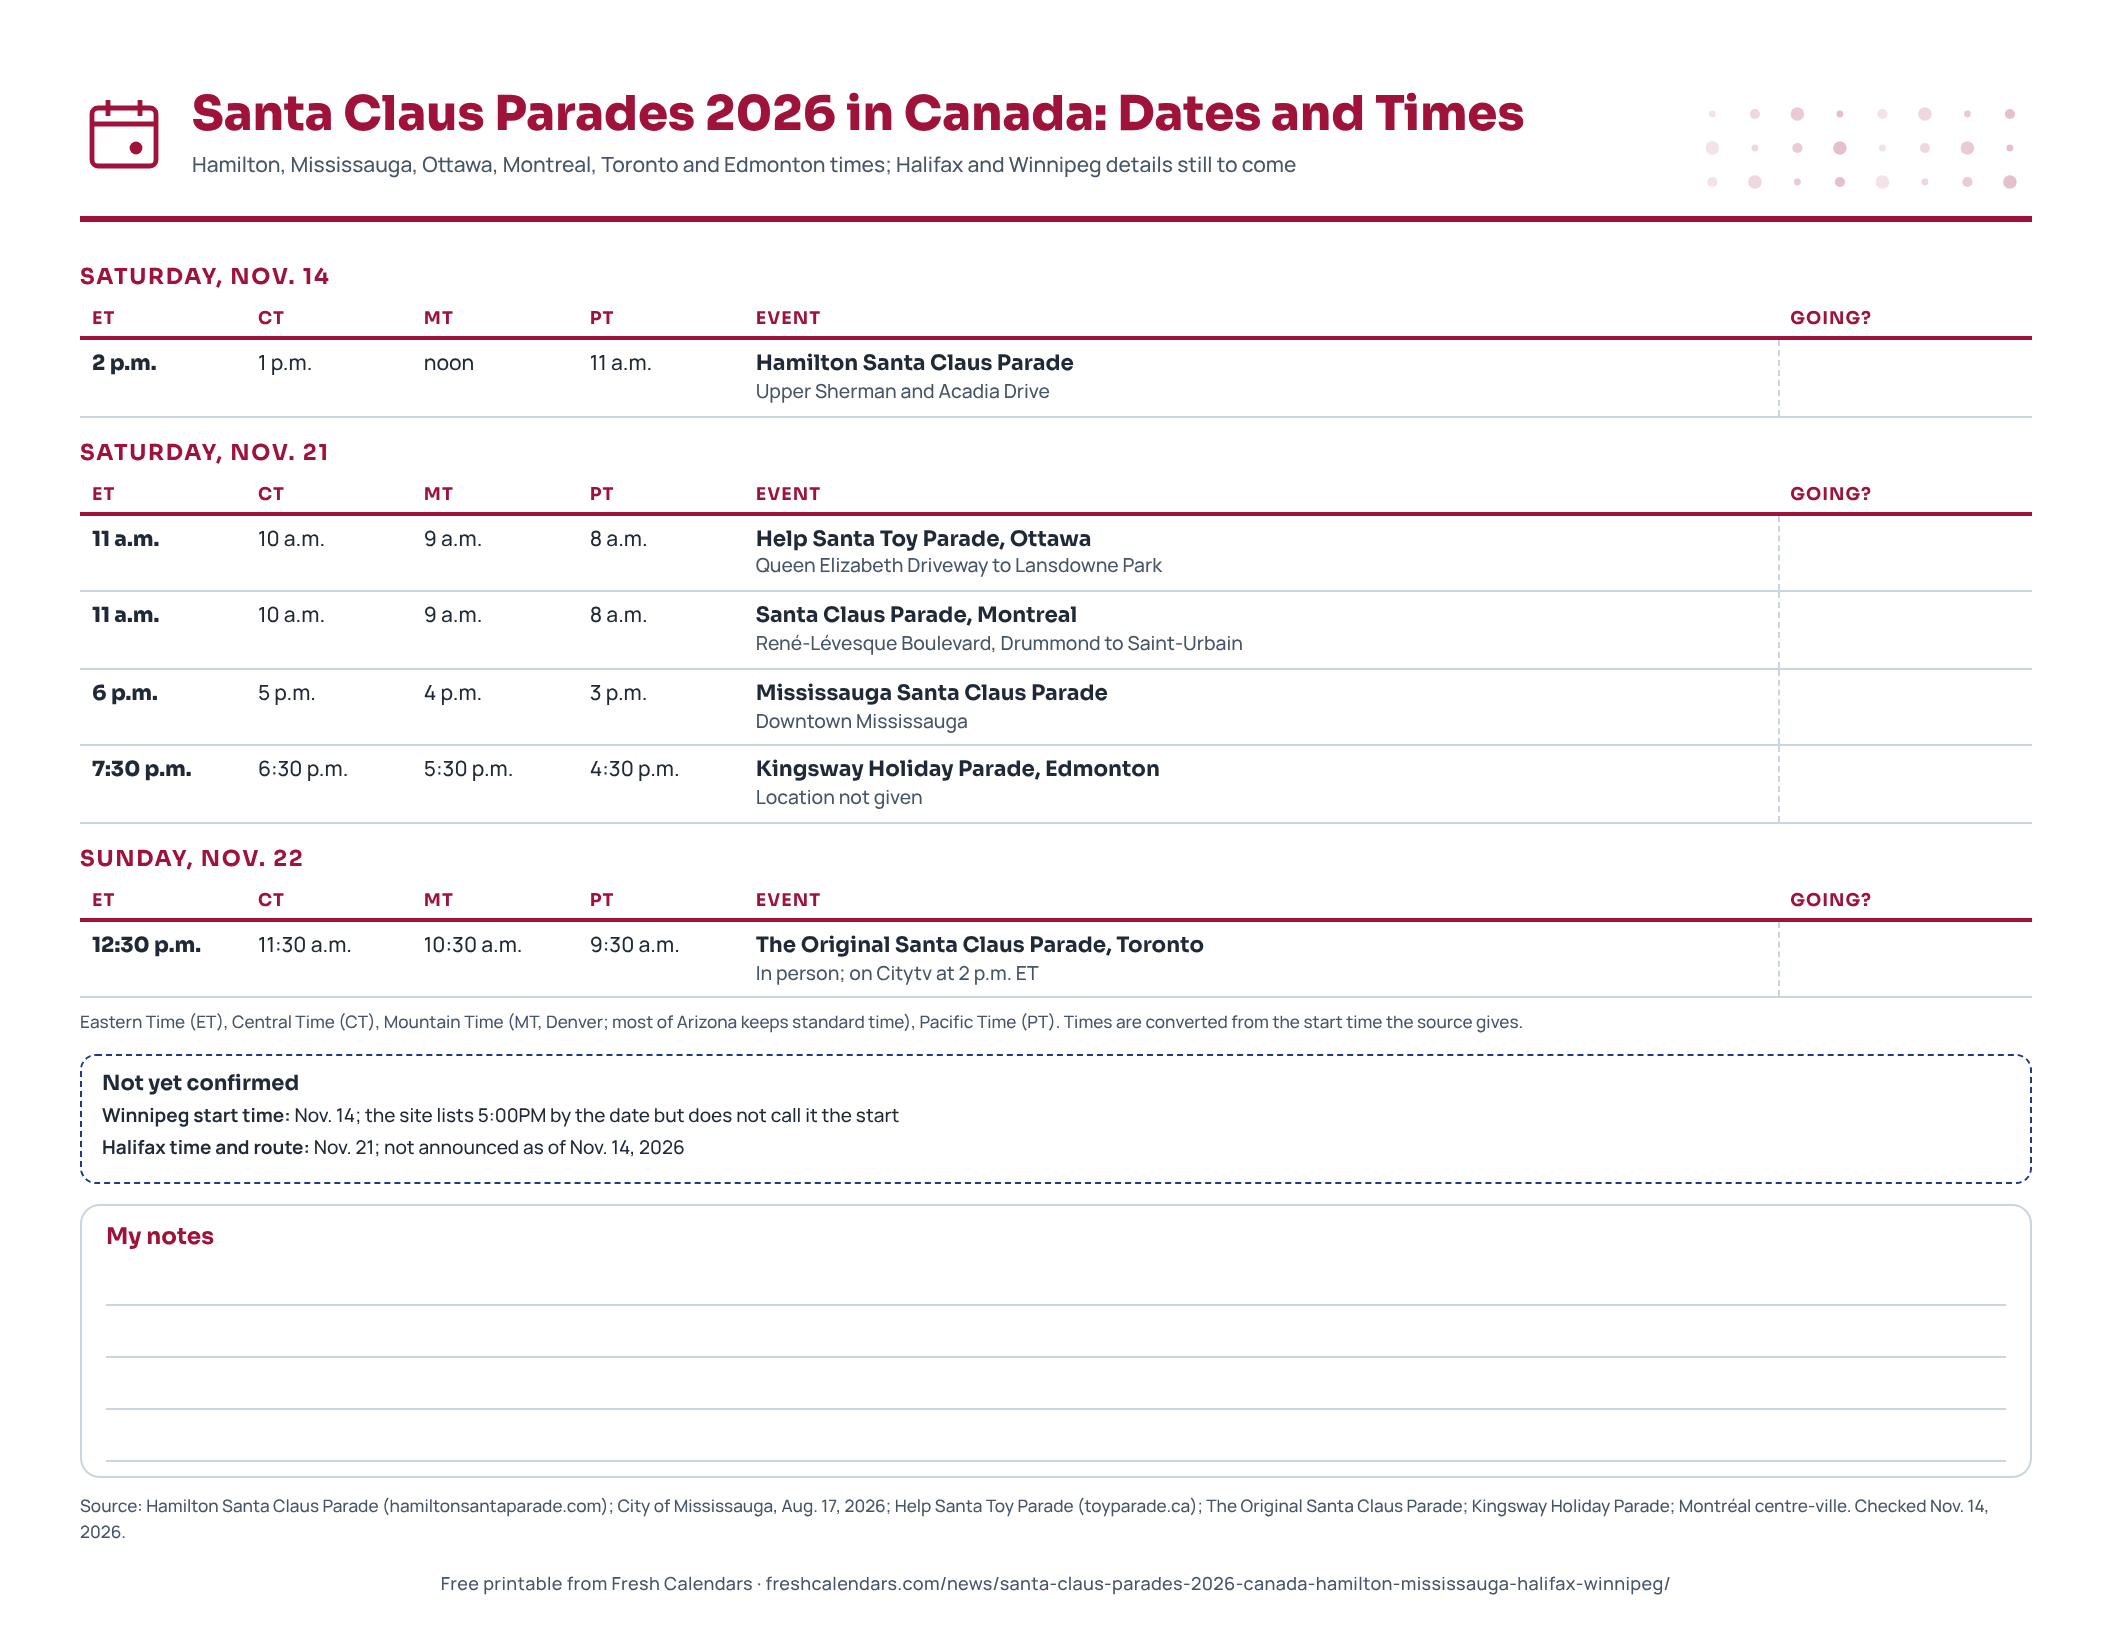 Santa Claus Parades 2026 in Canada: Dates and Times
Hamilton, Mississauga, Ottawa, Montreal, Toronto and Edmonton times; Halifax and Winnipeg details still to come
SATURDAY, NOV. 14
ET CT MT PT EVENT GOING?
2 p.m. 1 p.m. noon 11 a.m. Hamilton Santa Claus Parade
Upper Sherman and Acadia Drive
SATURDAY, NOV. 21
ET CT MT PT EVENT GOING?
11 a.m. 10 a.m. 9 a.m. 8 a.m. Help Santa Toy Parade, Ottawa
Queen Elizabeth Driveway to Lansdowne Park
11 a.m. 10 a.m. 9 a.m. 8 a.m. Santa Claus Parade, Montreal
René-Lévesque Boulevard, Drummond to Saint-Urbain
6 p.m. 5 p.m. 4 p.m. 3 p.m. Mississauga Santa Claus Parade
Downtown Mississauga
7:30 p.m. 6:30 p.m. 5:30 p.m. 4:30 p.m. Kingsway Holiday Parade, Edmonton
Location not given
SUNDAY, NOV. 22
ET CT MT PT EVENT GOING?
12:30 p.m. 11:30 a.m. 10:30 a.m. 9:30 a.m. The Original Santa Claus Parade, Toronto
In person; on Citytv at 2 p.m. ET
Eastern Time (ET), Central Time (CT), Mountain Time (MT, Denver; most of Arizona keeps standard time), Pacific Time (PT). Times are converted from the start time the source gives.
Not yet confirmed
Winnipeg start time: Nov. 14; the site lists 5:00PM by the date but does not call it the start
Halifax time and route: Nov. 21; not announced as of Nov. 14, 2026
My notes
Source: Hamilton Santa Claus Parade (hamiltonsantaparade.com); City of Mississauga, Aug. 17, 2026; Help Santa Toy Parade (toyparade.ca); The Original Santa Claus Parade; Kingsway Holiday Parade; Montréal centre-ville. Checked Nov. 14,
2026.
Free printable from Fresh Calendars · freshcalendars.com/news/santa-claus-parades-2026-canada-hamilton-mississauga-halifax-winnipeg/